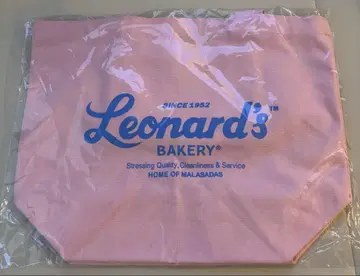 SINCE 1952
Leonard's™
BAKERY®
Stressing Quality, Cleanliness & Service
HOME OF MALASADAS